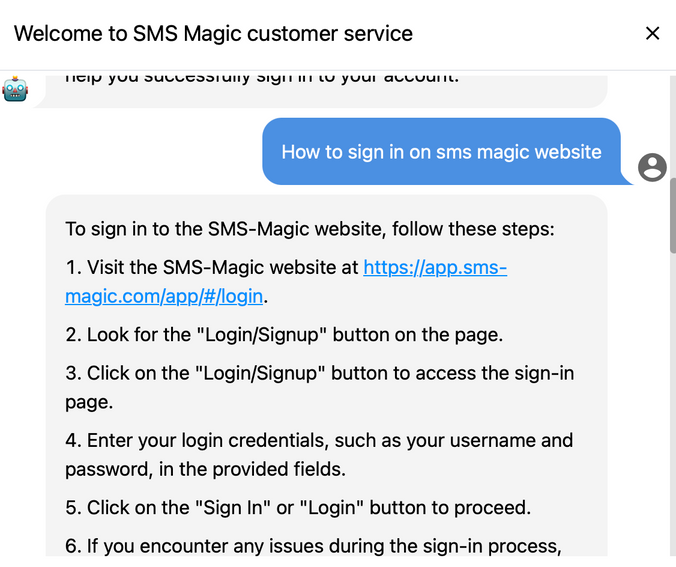 Welcome to SMS Magic customer service
help you successfully sign in to your account.
How to sign in on sms magic website
To sign in to the SMS-Magic website, follow these steps:
1. Visit the SMS-Magic website at https://app.sms-
magic.com/app/#/login.
2. Look for the "Login/Signup" button on the page.
3. Click on the "Login/Signup" button to access the sign-in
page.
4. Enter your login credentials, such as your username and
password, in the provided fields.
5. Click on the "Sign In" or "Login" button to proceed.
6. If you encounter any issues during the sign-in process,